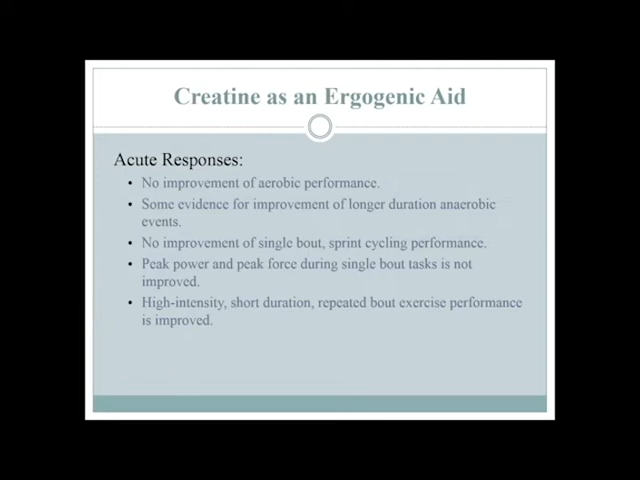 Creatine as an Ergogenic Aid
Acute Responses:
• No improvement of aerobic performance.
• Some evidence for improvement of longer duration anaerobic
events.
• No improvement of single bout, sprint cycling performance.
• Peak power and peak force during single bout tasks is not
improved.
• High-intensity, short duration, repeated bout exercise performance
is improved.